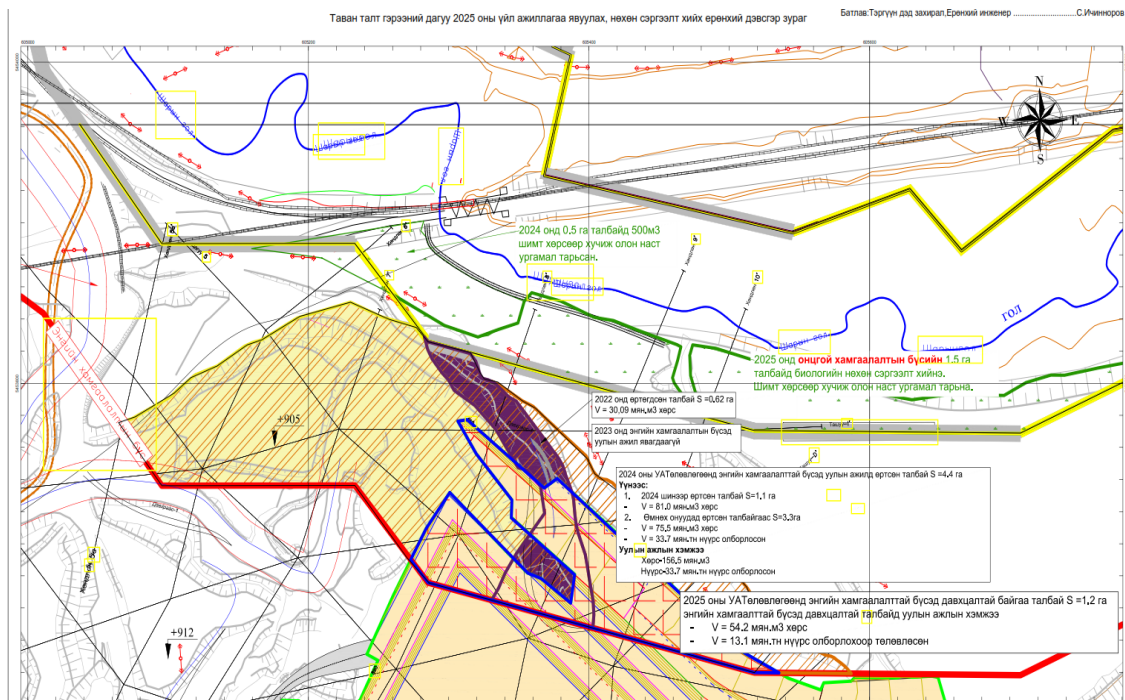 Таван талт гэрээний дагуу 2025 оны үйл ажиллагаа явуулах, нөхөн сэргээлт хийх ерөнхий дэвсгэр зураг
Батлав:Тэргүүн дэд захирал,Ерөнхий инженер ..............................С.Ичинноров
N
W
E
S
Шарын гол
2024 онд 0,5 га талбайд 500м3
шимт хөрсөөр хучиж олон наст
ургамал тарьсан.
гол
2025 онд онцгой хамгаалалтын бүсийн 1.5 га
талбайд биологийн нөхөн сэргээлт хийнэ.
Шимт хөрсөөр хучиж олон наст ургамал тарьна.
2022 онд өртөгдсөн талбай S =0,62 га
V = 30,09 мян,м3 хөрс
2023 онд энгийн хамгаалалтын бүсэд
уулын ажил явагдаагүй
+905
2024 оны УАТөлөвлөгөөнд энгийн хамгаалалттай бүсэд уулын ажилд өртсөн талбай S =4,4 га
Үүнээс:
1. 2024 шинээр өртсөн талбай S=1,1 га
- V = 81.0 мян,м3 хөрс
2. Өмнөх онуудад өртсөн талбайгаас S=3,3га
- V = 75,5 мян,м3 хөрс
- V = 33.7 мян.тн нүүрс олборлосон
Уулын ажлын хэмжээ
Хөрс-156,5 мян,м3
Нүүрс-33,7 мян.тн нүүрс олборлосон
2025 оны УАТөлөвлөгөөнд энгийн хамгаалалттай бүсэд давхцалтай байгаа талбай S =1,2 га
энгийн хамгаалалттай бүсэд давхцалтай талбайд уулын ажлын хэмжээ
- V = 54.2 мян.м3 хөрс
- V = 13.1 мян.тн нүүрс олборлохоор төлөвлөсөн
+912